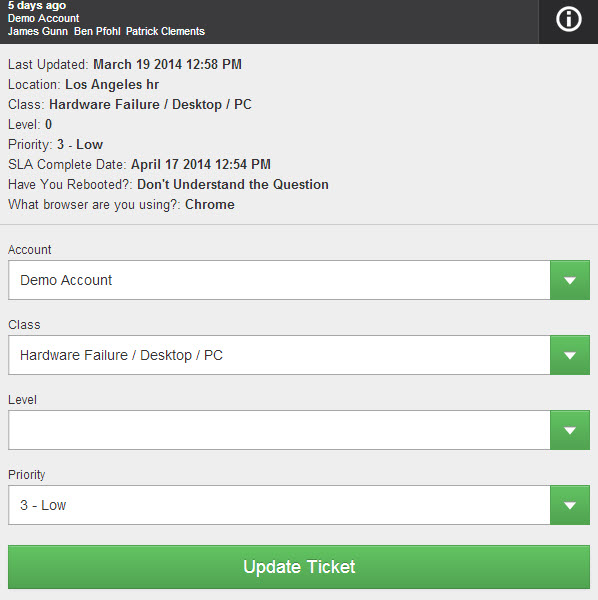 5 days ago
Demo Account
James Gunn Ben Pfohl Patrick Clements
Last Updated: March 19 2014 12:58 PM
Location: Los Angeles hr
Class: Hardware Failure / Desktop / PC
Level: 0
Priority: 3 - Low
SLA Complete Date: April 17 2014 12:54 PM
Have You Rebooted?: Don't Understand the Question
What browser are you using?: Chrome
Account
Demo Account
Class
Hardware Failure / Desktop / PC
Level
Priority
3 - Low
Update Ticket